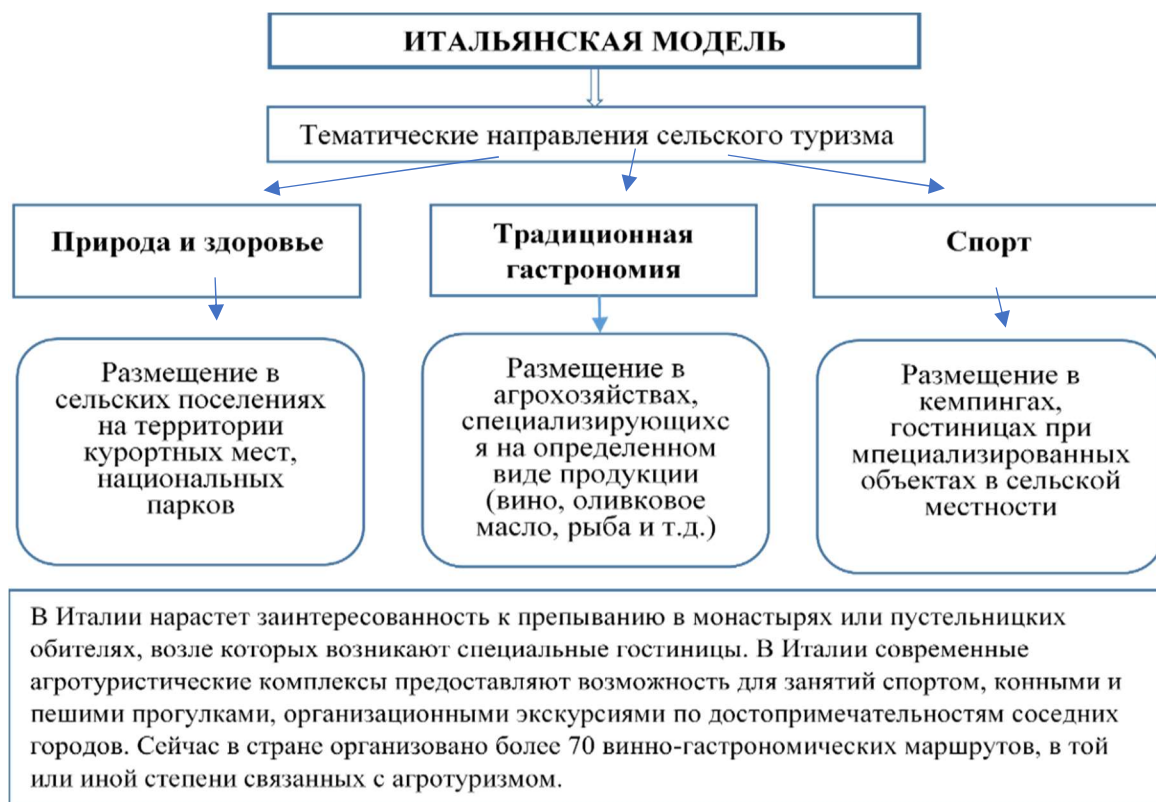 ИТАЛЬЯНСКАЯ МОДЕЛЬ
Тематические направления сельского туризма
Природа и здоровье
Традиционная
гастрономия
Спорт
Размещение в
сельских поселениях
на территории
курортных мест,
национальных
парков
Размещение в
агрохозяйствах,
специализирующихс
я на определенном
виде продукции
(вино, оливковое
масло, рыба и т.д.)
Размещение в
кемпингах,
гостиницах при
мпециализированных
объектах в сельской
местности
В Италии нарастет заинтересованность к препыванию в монастырях или пустельницких
обителях, возле которых возникают специальные гостиницы. В Италии современные
агротуристические комплексы предоставляют возможность для занятий спортом, конными и
пешими прогулками, организационными экскурсиями по достопримечательностям соседних
городов. Сейчас в стране организовано более 70 винно-гастрономических маршрутов, в той
или иной степени связанных с агротуризмом.